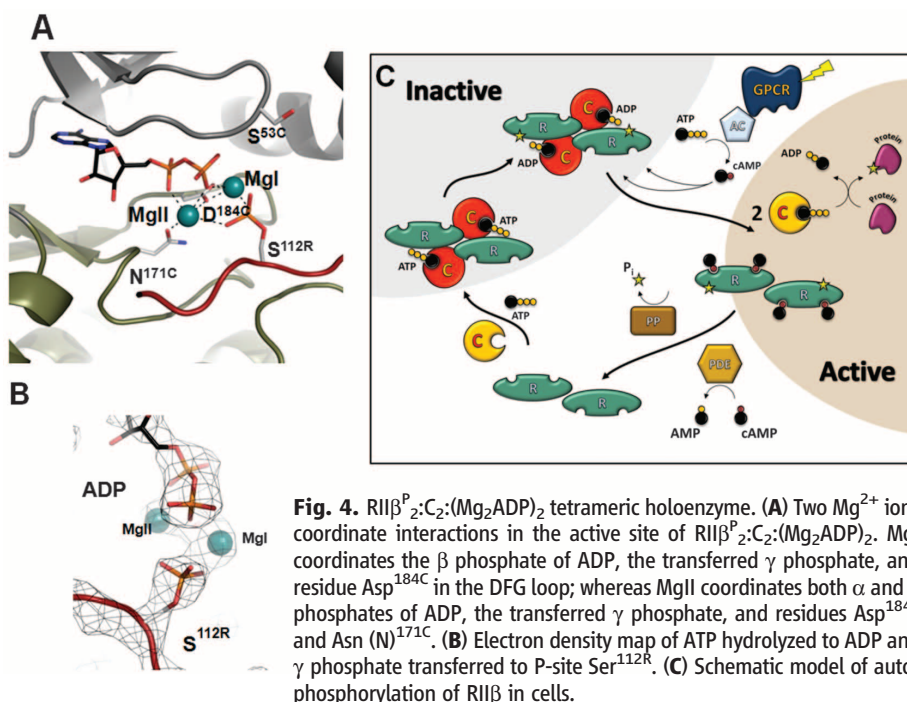 A
S53C
MgI
MgII
D184C
S112R
N171C
B
ADP
MgII
MgI
S112R
C
Inactive
C
ADP
R
R
ADP
C
C
ATP
R
R
ATP
C
ATP
C
R
R
GPCR
AC
ATP
cAMP
2
C
ADP
Protein
Protein
R
R
Pi
PP
PDE
AMP
cAMP
Active
Fig. 4. RIIβP2:C2:(Mg2ADP)2 tetrameric holoenzyme. (A) Two Mg2+ ion
coordinate interactions in the active site of RIIβP2:C2:(Mg2ADP)2. Mg
coordinates the β phosphate of ADP, the transferred γ phosphate, an
residue Asp184C in the DFG loop; whereas MgII coordinates both α and
phosphates of ADP, the transferred γ phosphate, and residues Asp184
and Asn (N)171C. (B) Electron density map of ATP hydrolyzed to ADP an
γ phosphate transferred to P-site Ser112R. (C) Schematic model of auto
phosphorylation of RIIβ in cells.